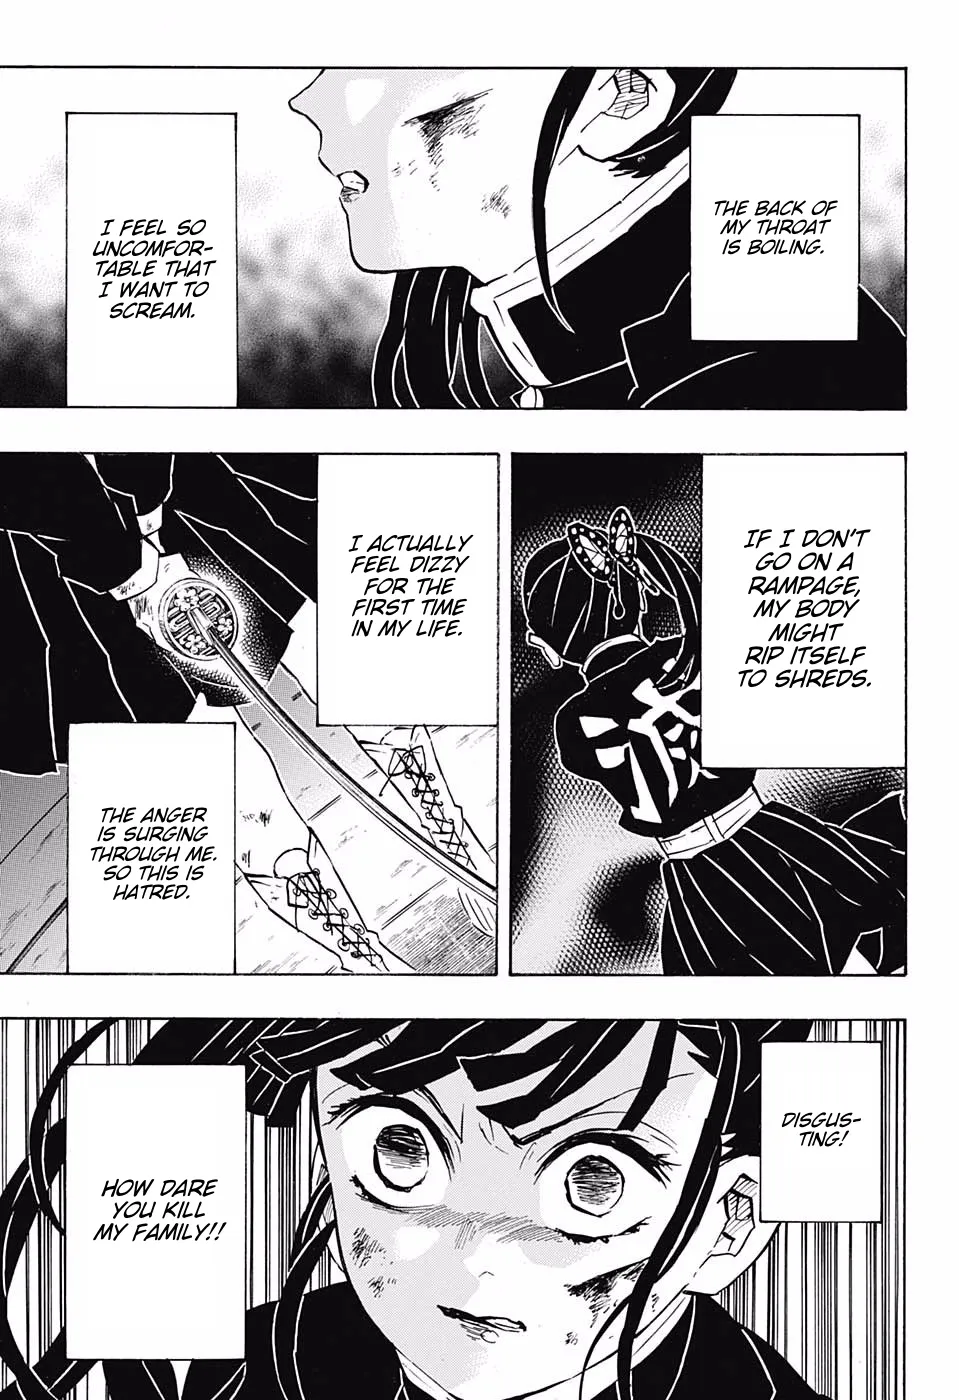 THE BACK OF
MY THROAT
IS BOILING.
I FEEL SO
UNCOMFOR-
TABLE THAT
I WANT TO
SCREAM.
IF I DON'T
GO ON A
RAMPAGE,
MY BODY
MIGHT
RIP ITSELF
TO SHREDS.
I ACTUALLY
FEEL DIZZY
FOR THE
FIRST TIME
IN MY LIFE.
THE ANGER
IS SURGING
THROUGH ME.
SO THIS IS
HATRED.
DISGUS-
TING!
HOW DARE
YOU KILL
MY FAMILY!!